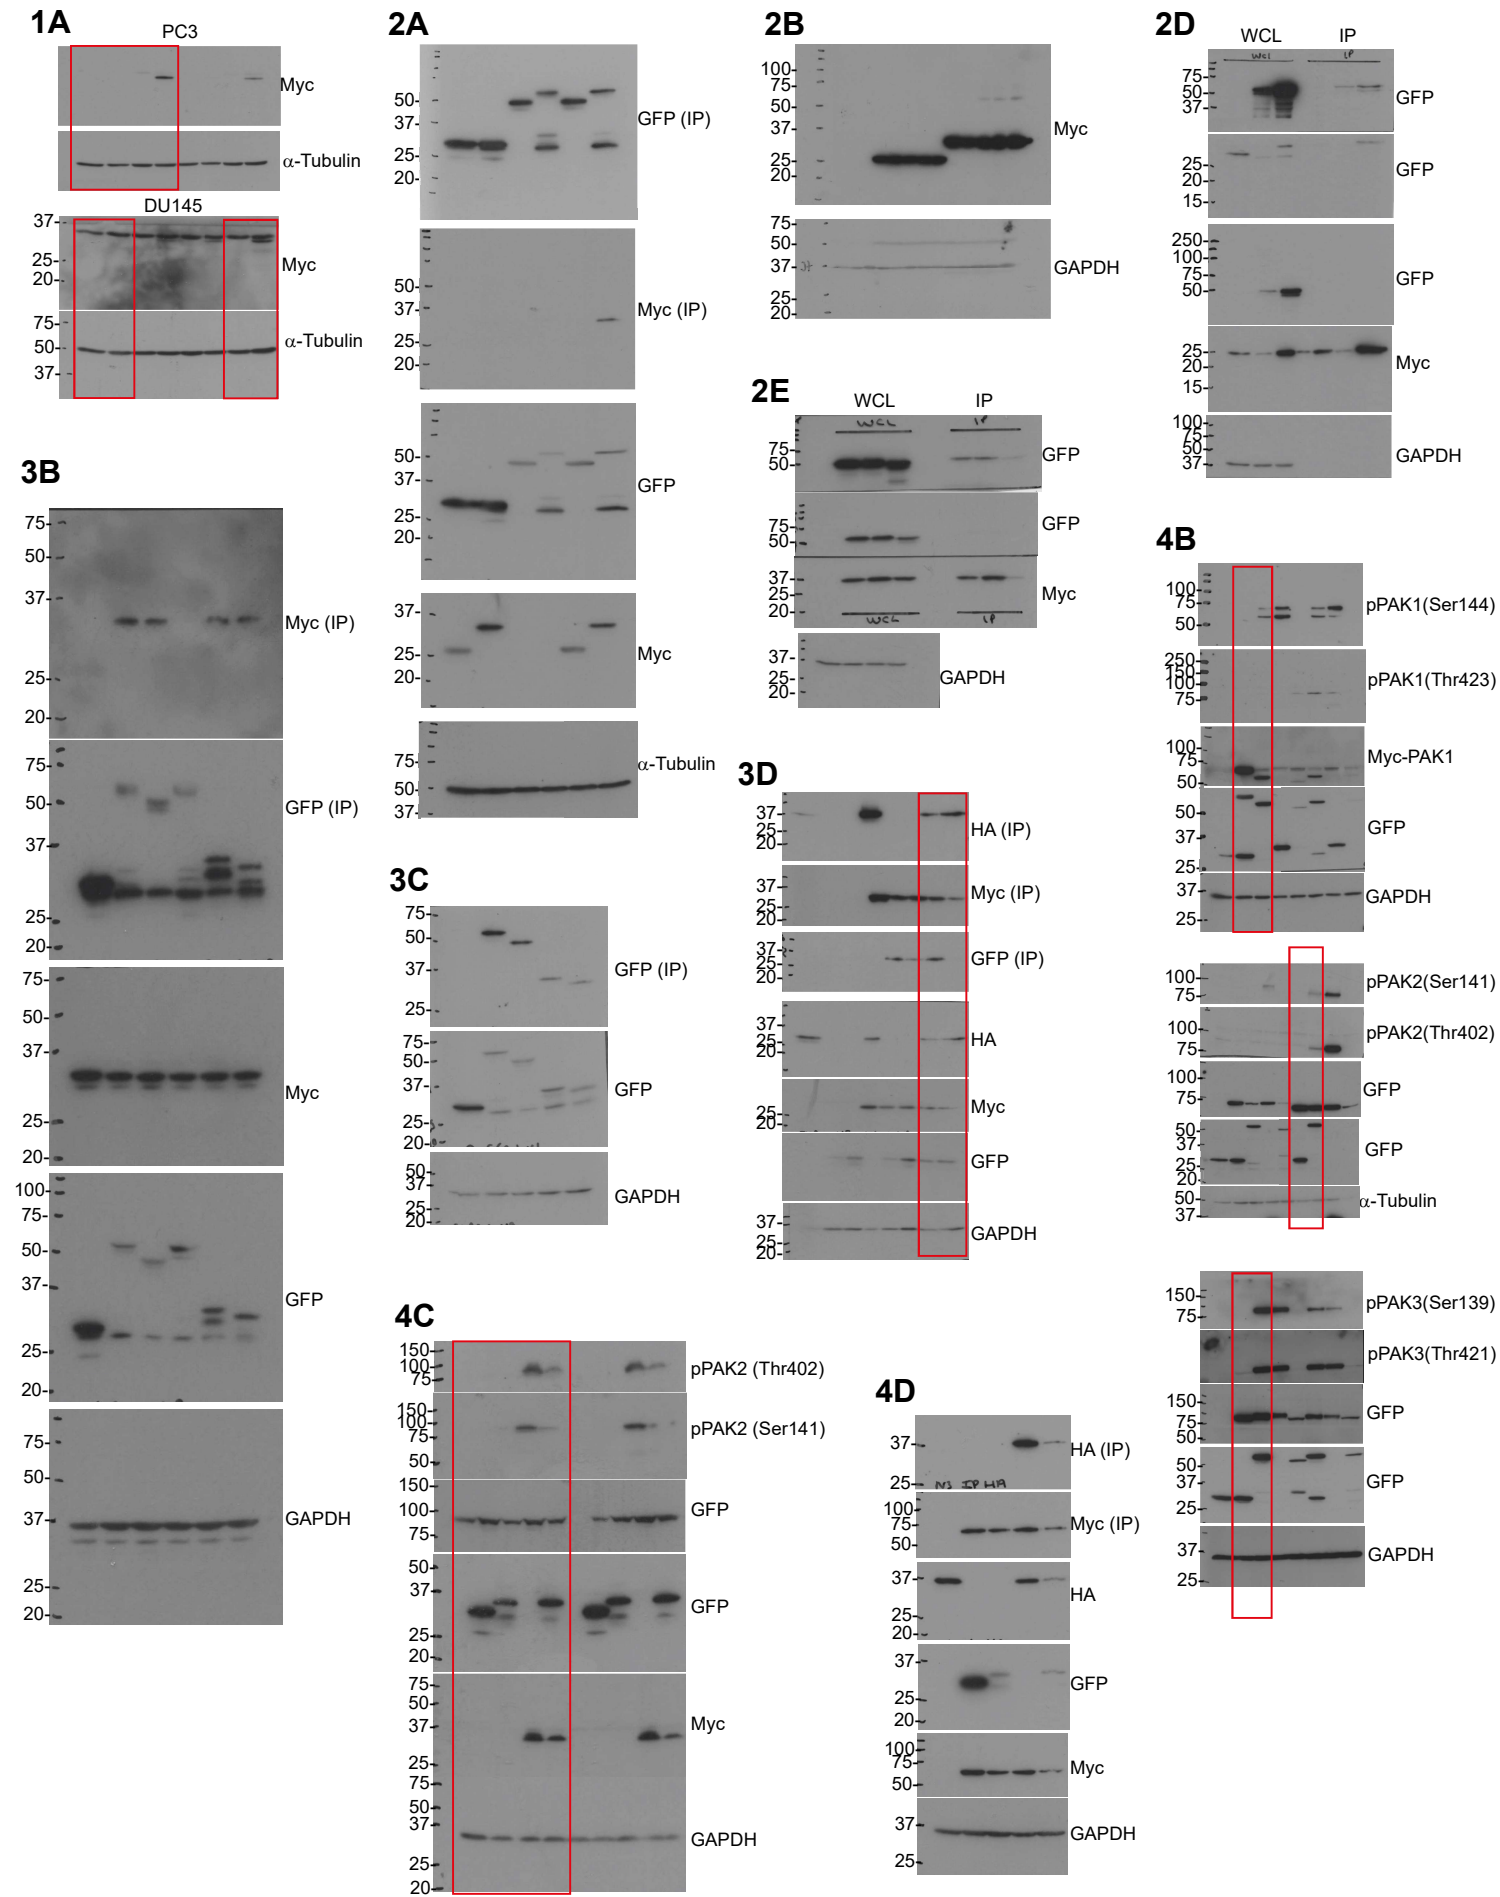 1A
PC3
Myc
α-Tubulin
DU145
37-
25-
20-
Myc
75-
50-
37-
α-Tubulin
2A
50-
37-
25-
20-
GFP (IP)
50-
37-
25-
20-
Myc (IP)
50-
37-
25-
20-
GFP
37-
25-
20-
Myc
75-
50-
37-
α-Tubulin
2B
100-
75-
50-
37-
25-
20-
Myc
75-
50-
37-
25-
20-
GAPDH
2D
WCL IP
WCL IP
75-
50-
37-
GFP
25-
20-
15-
GFP
250-
100-
75-
50-
GFP
25-
20-
15-
Myc
100-
75-
50-
37-
GAPDH
2E
WCL IP
WCL IP
75-
50-
GFP
75-
50-
GFP
37-
25-
20-
Myc
WCL IP
37-
25-
20-
GAPDH
3B
75-
50-
37-
25-
20-
Myc (IP)
75-
50-
37-
25-
20-
GFP (IP)
75-
50-
37-
25-
20-
Myc
100-
75-
50-
37-
25-
20-
GFP
75-
50-
37-
25-
20-
GAPDH
3C
75-
50-
37-
25-
GFP (IP)
75-
50-
37-
25-
20-
GFP
50-
37-
25-
20-
GAPDH
3D
37-
25-
20-
HA (IP)
37-
25-
20-
Myc (IP)
37-
25-
20-
GFP (IP)
37-
25-
20-
HA
25-
20-
Myc
GFP
37-
25-
20-
GAPDH
4B
100-
75-
50-
pPAK1(Ser144)
250-
150-
100-
75-
pPAK1(Thr423)
100-
75-
50-
Myc-PAK1
50-
37-
25-
GFP
37-
25-
GAPDH
100-
75-
pPAK2(Ser141)
100-
75-
pPAK2(Thr402)
100-
75-
GFP
50-
37-
25-
20-
GFP
50-
37-
α-Tubulin
150-
75-
pPAK3(Ser139)
pPAK3(Thr421)
150-
75-
50-
GFP
50-
37-
25-
GFP
37-
25-
GAPDH
4C
150-
100-
75-
pPAK2 (Thr402)
150-
100-
75-
50-
pPAK2 (Ser141)
150-
100-
75-
GFP
50-
37-
25-
20-
GFP
75-
50-
37-
25-
Myc
75-
50-
37-
25-
20-
GAPDH
4D
37-
25-
HA (IP)
IP HA
100-
75-
50-
Myc (IP)
37-
25-
20-
HA
37-
25-
20-
GFP
100-
75-
50-
Myc
37-
25-
GAPDH